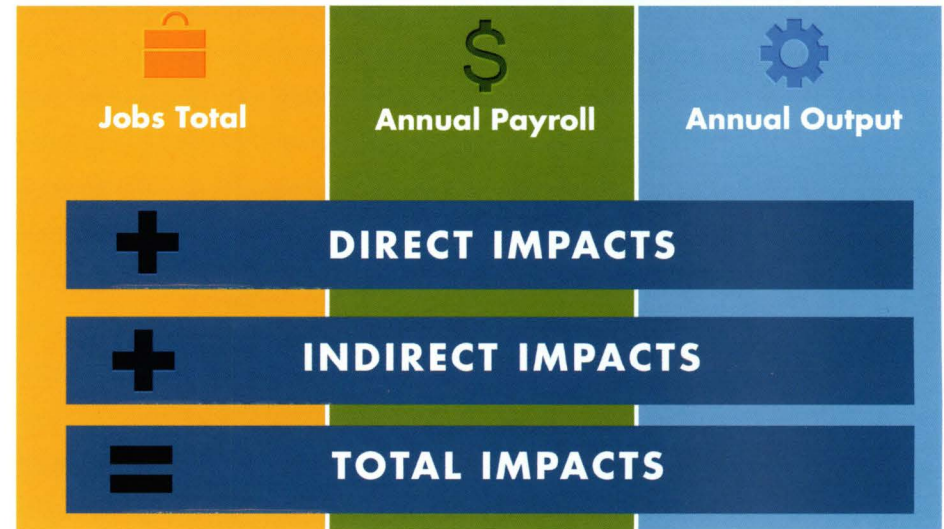 $
Jobs Total
Annual Payroll
Annual Output
+ DIRECT IMPACTS
+ INDIRECT IMPACTS
= TOTAL IMPACTS